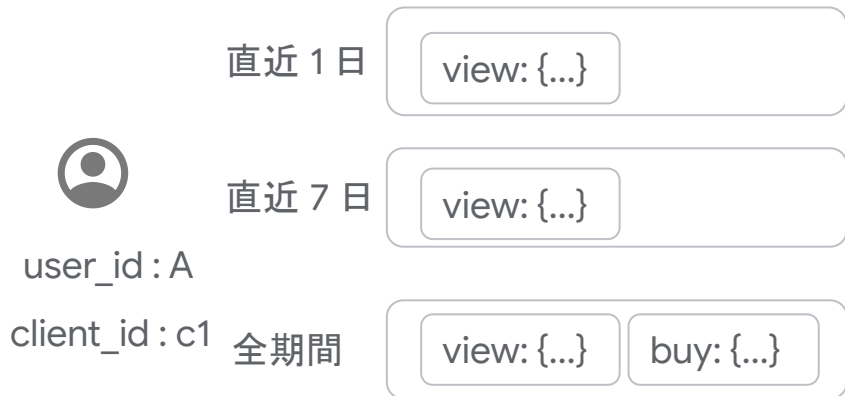 直近 1 日
view: {...}
直近 7 日
view: {...}
user_id : A
client_id : c1
全期間
view: {...}
buy: {...}